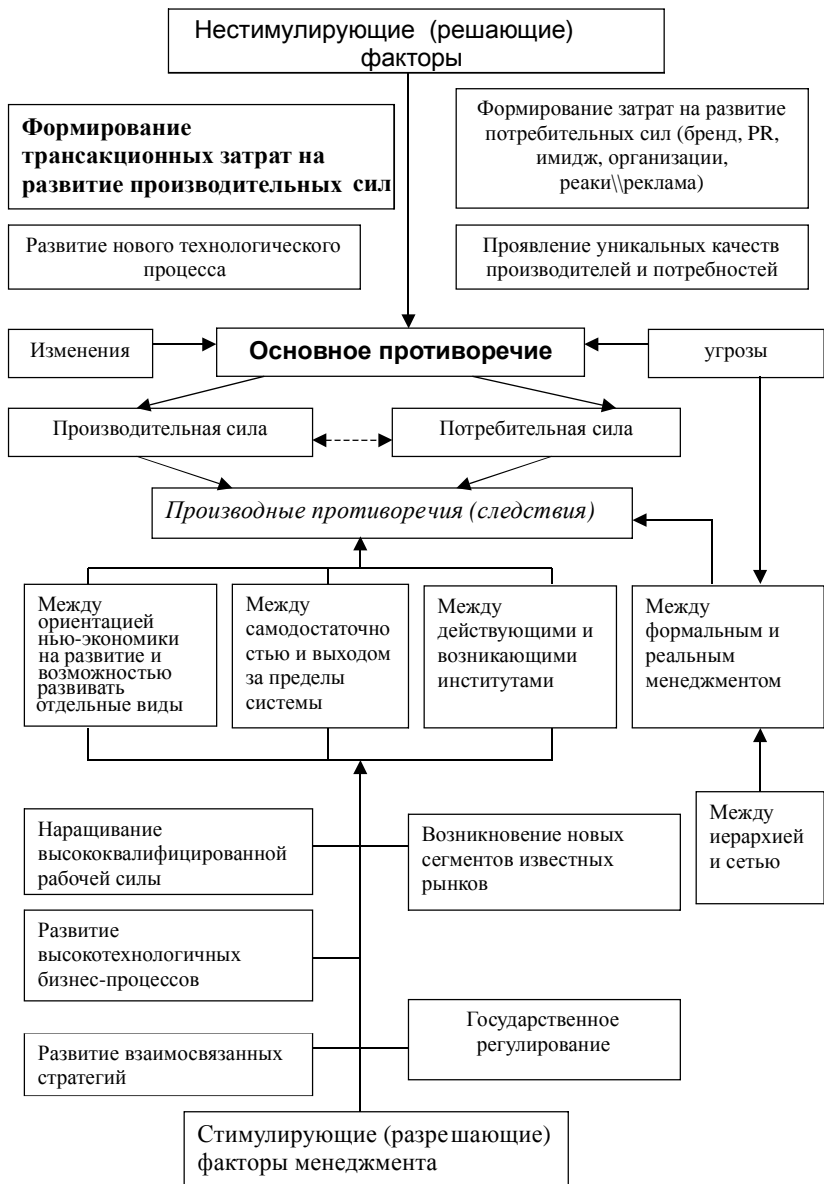 Нестимулирующие (решающие)
факторы
Формирование
трансакционных затрат на
развитие производительных сил
Формирование затрат на развитие
потребительных сил (бренд, PR,
имидж, организации,
реаки\\реклама)
Развитие нового технологического
процесса
Проявление уникальных качеств
производителей и потребностей
Изменения
Основное противоречие
угрозы
Производительная сила
Потребительная сила
Производные противоречия (следствия)
Между
ориентацией
нью-экономики
на развитие и
возможностью
развивать
отдельные виды
Между
самодостаточно
стью и выходом
за пределы
системы
Между
действующими и
возникающими
институтами
Между
формальным и
реальным
менеджментом
Наращивание
высококвалифицированной
рабочей силы
Возникновение новых
сегментов известных
рынков
Между
иерархией
и сетью
Развитие
высокотехнологичных
бизнес-процессов
Развитие взаимосвязанных
стратегий
Государственное
регулирование
Стимулирующие (разрешающие)
факторы менеджмента